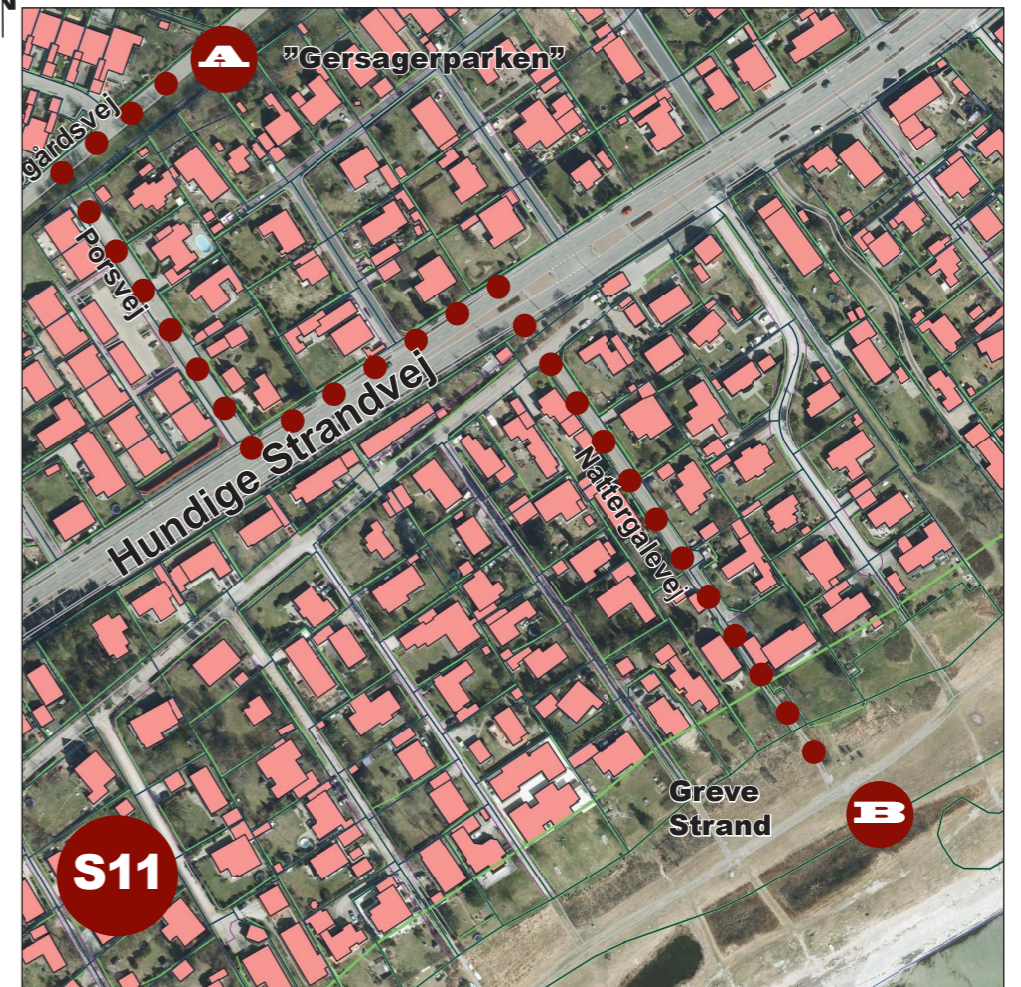 N
A
"Gersagerparken"
gårdsvej
Porsvej
Hundige Strandvej
Nattergalevej
Greve
Strand
B
S11